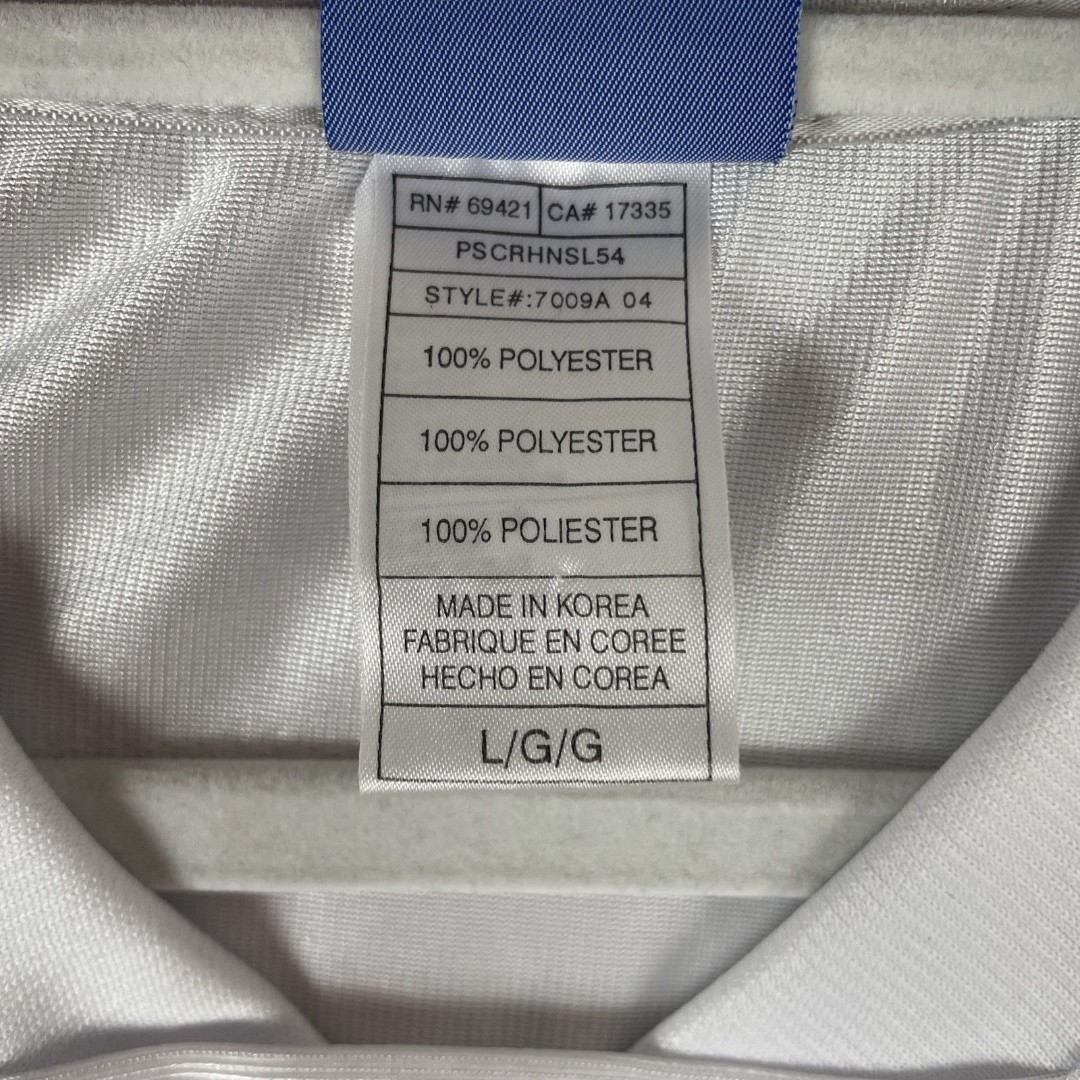 RN# 69421 CA# 17335
PSCRHNSL54
STYLE#:7009A 04
100% POLYESTER
100% POLYESTER
100% POLIESTER
MADE IN KOREA
FABRIQUE EN COREE
HECHO EN COREA
L/G/G